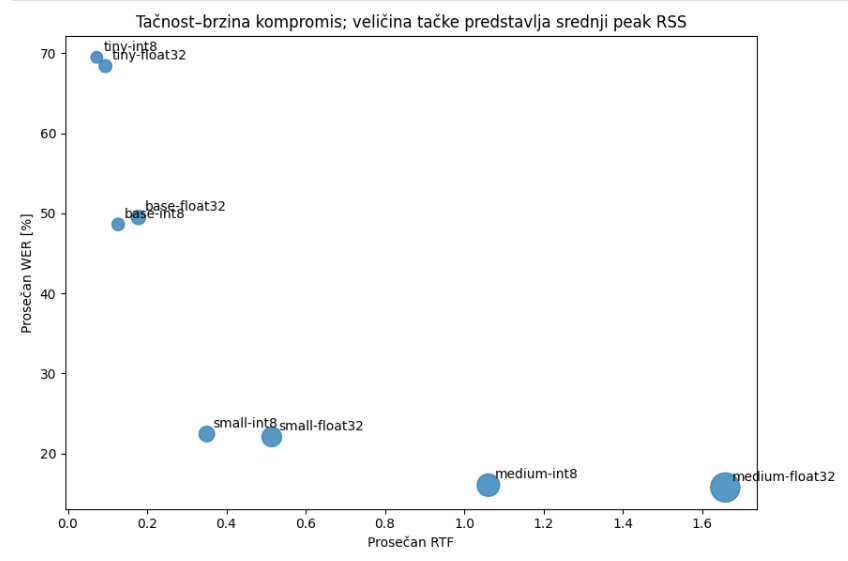 Tačnost–brzina kompromis; veličina tačke predstavlja srednji peak RSS
Prosečan WER [%]
70
60
50
40
30
20
tiny-int8
tiny-float32
base-float32
base-int8
small-int8
small-float32
medium-int8
medium-float32
0.0
0.2
0.4
0.6
0.8
1.0
1.2
1.4
1.6
Prosečan RTF